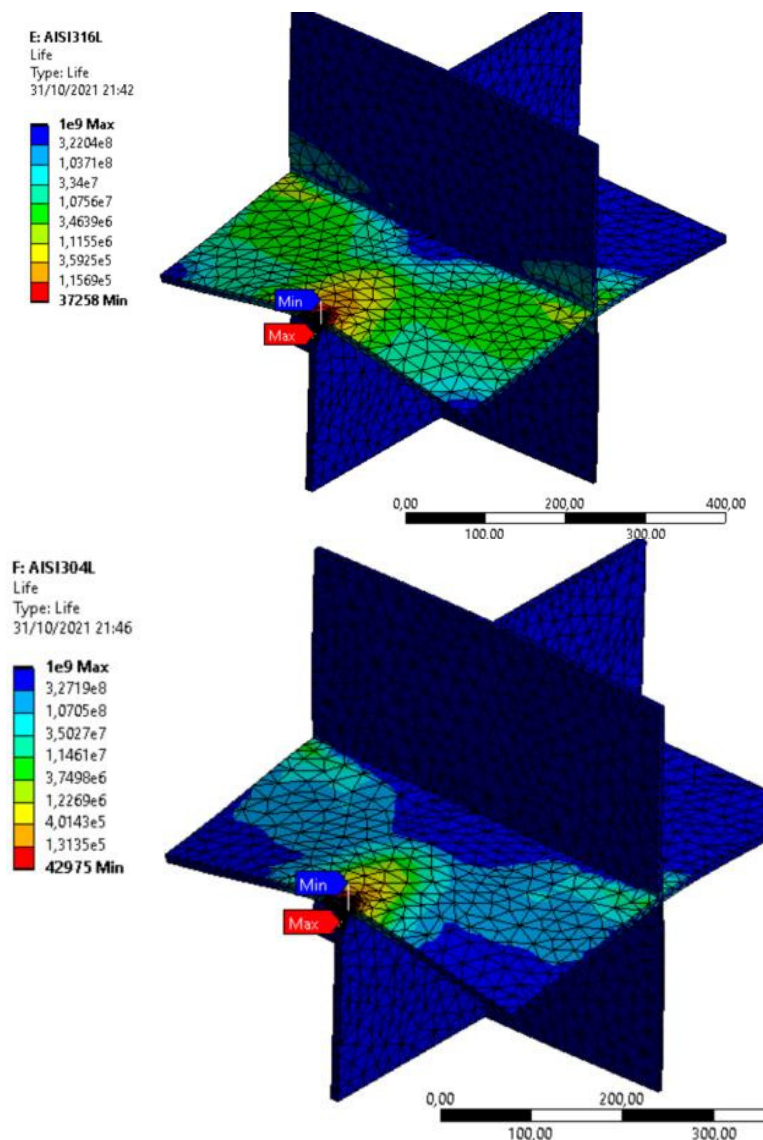 E: AISI316L
Life
Type: Life
31/10/2021 21:42
1e9 Max
3,2204e8
1,0371e8
3,34e7
1,0756e7
3,4639e6
1,1155e6
3,5925e5
1,1569e5
37258 Min
Min
Max
0,00 200,00 400,00
100,00 300,00
F: AISI304L
Life
Type: Life
31/10/2021 21:46
1e9 Max
3,2719e8
1,0705e8
3,5027e7
1,1461e7
3,7498e6
1,2269e6
4,0143e5
1,3135e5
42975 Min
Min
Max
0,00 200,00
100,00 300,00